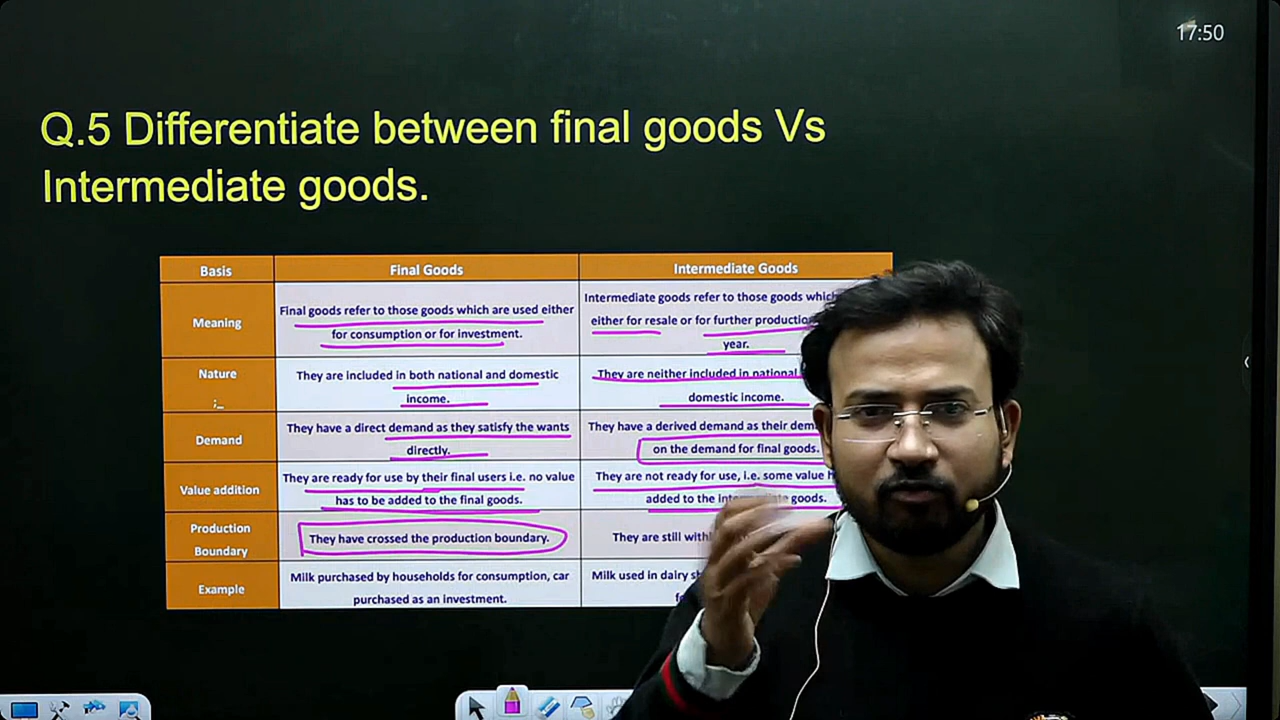 17:50
Q.5 Differentiate between final goods Vs
Intermediate goods.
Basis
Final Goods
Intermediate Goods
Meaning
Final goods refer to those goods which are used either
for consumption or for investment.
Intermediate goods refer to those goods which
either for resale or for further production
year.
Nature
;_
They are included in both national and domestic
income.
They are neither included in national
domestic income.
Demand
They have a direct demand as they satisfy the wants
directly.
They have a derived demand as their
on the demand for final goods.
Value addition
They are ready for use by their final users i.e. no value
has to be added to the final goods.
They are not ready for use, i.e. some value
added to the intermediate goods.
Production
Boundary
They have crossed the production boundary.
They are still
Example
Milk purchased by households for consumption, car
purchased as an investment.
Milk used in dairy